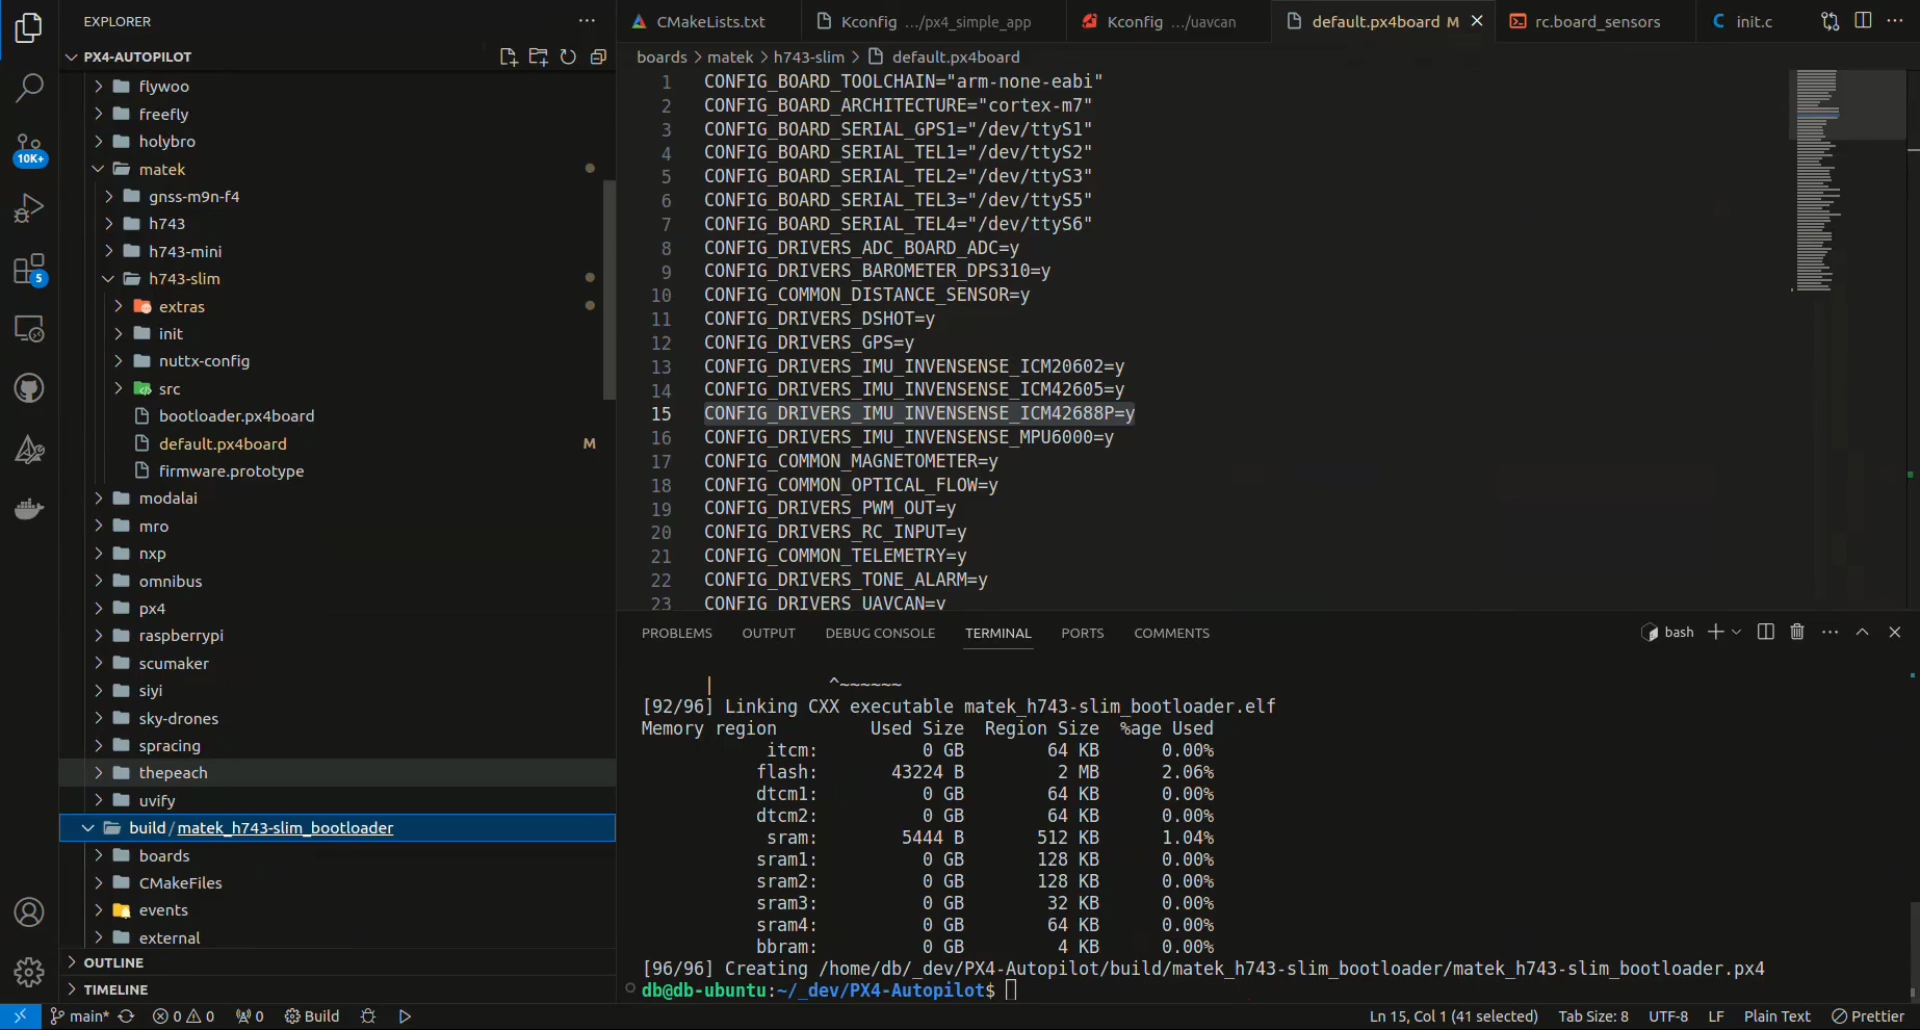 EXPLORER
PX4-AUTOPILOT
flywoo
freefly
holybro
matek
gnss-m9n-f4
h743
h743-mini
h743-slim
extras
init
nuttx-config
src
bootloader.px4board
default.px4board M
firmware.prototype
modalai
mro
nxp
omnibus
px4
raspberrypi
scumaker
siyi
sky-drones
spracing
thepeach
uvify
build / matek_h743-slim_bootloader
boards
CMakeFiles
events
external
OUTLINE
TIMELINE
10K+
5
CMakeLists.txt
Kconfig .../px4_simple_app
Kconfig .../uavcan
default.px4board M
rc.board_sensors
init.c
boards > matek > h743-slim > default.px4board
1 CONFIG_BOARD_TOOLCHAIN="arm-none-eabi"
2 CONFIG_BOARD_ARCHITECTURE="cortex-m7"
3 CONFIG_BOARD_SERIAL_GPS1="/dev/ttyS1"
4 CONFIG_BOARD_SERIAL_TEL1="/dev/ttyS2"
5 CONFIG_BOARD_SERIAL_TEL2="/dev/ttyS3"
6 CONFIG_BOARD_SERIAL_TEL3="/dev/ttyS5"
7 CONFIG_BOARD_SERIAL_TEL4="/dev/ttyS6"
8 CONFIG_DRIVERS_ADC_BOARD_ADC=y
9 CONFIG_DRIVERS_BAROMETER_DPS310=y
10 CONFIG_COMMON_DISTANCE_SENSOR=y
11 CONFIG_DRIVERS_DSHOT=y
12 CONFIG_DRIVERS_GPS=y
13 CONFIG_DRIVERS_IMU_INVENSENSE_ICM20602=y
14 CONFIG_DRIVERS_IMU_INVENSENSE_ICM42605=y
15 CONFIG_DRIVERS_IMU_INVENSENSE_ICM42688P=y
16 CONFIG_DRIVERS_IMU_INVENSENSE_MPU6000=y
17 CONFIG_COMMON_MAGNETOMETER=y
18 CONFIG_COMMON_OPTICAL_FLOW=y
19 CONFIG_DRIVERS_PWM_OUT=y
20 CONFIG_DRIVERS_RC_INPUT=y
21 CONFIG_COMMON_TELEMETRY=y
22 CONFIG_DRIVERS_TONE_ALARM=y
23 CONFIG_DRIVERS_UAVCAN=y
PROBLEMS OUTPUT DEBUG CONSOLE TERMINAL PORTS COMMENTS
bash
| ^~~~~~~
[92/96] Linking CXX executable matek_h743-slim_bootloader.elf
Memory region Used Size Region Size %age Used
itcm: 0 GB 64 KB 0.00%
flash: 43224 B 2 MB 2.06%
dtcm1: 0 GB 64 KB 0.00%
dtcm2: 0 GB 64 KB 0.00%
sram: 5444 B 512 KB 1.04%
sram1: 0 GB 128 KB 0.00%
sram2: 0 GB 128 KB 0.00%
sram3: 0 GB 32 KB 0.00%
sram4: 0 GB 64 KB 0.00%
bbram: 0 GB 4 KB 0.00%
[96/96] Creating /home/db/_dev/PX4-Autopilot/build/matek_h743-slim_bootloader/matek_h743-slim_bootloader.px4
db@db-ubuntu:~/_dev/PX4-Autopilot$
main* 0 0 0 Build
Ln 15, Col 1 (41 selected) Tab Size: 8 UTF-8 LF Plain Text Prettier